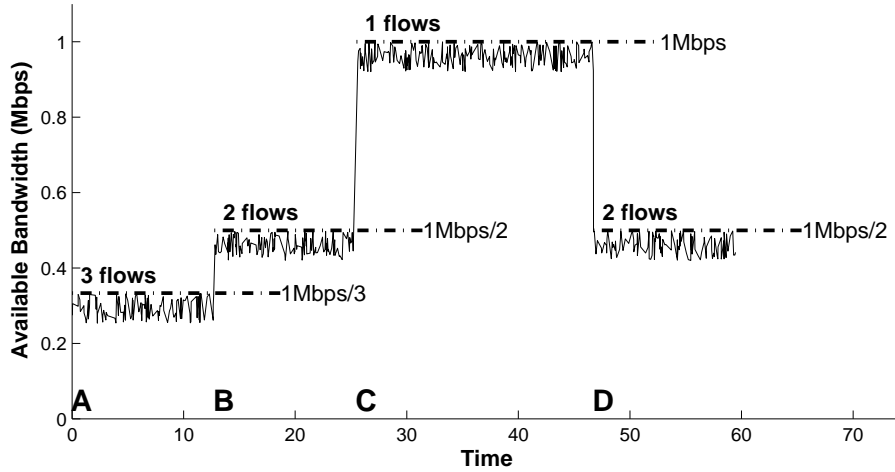 1 flows
1Mbps
2 flows
1Mbps/2
2 flows
1Mbps/2
3 flows
1Mbps/3
A B C D
1
0.8
0.6
0.4
0.2
0
0 10 20 30 40 50 60 70
Available Bandwidth (Mbps)
Time